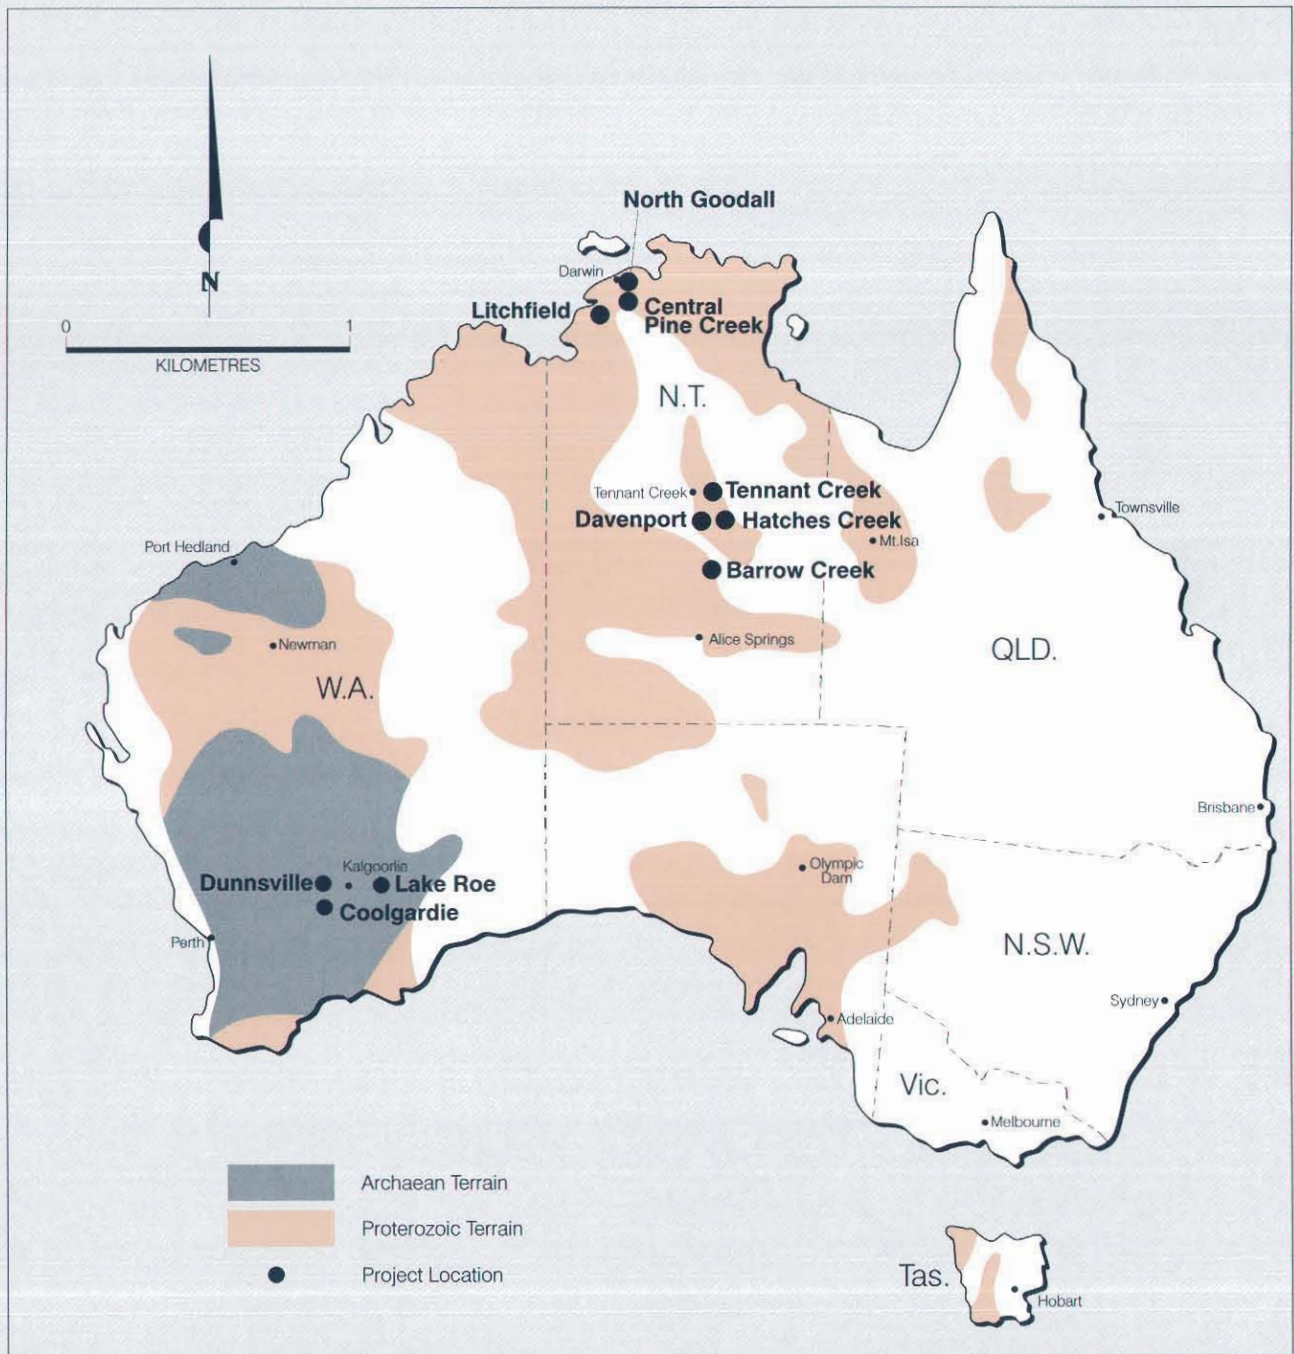 North Goodall
Darwin
Litchfield
Central
Pine Creek
N
0 1
KILOMETRES
N.T.
Tennant Creek
Tennant Creek
Davenport
Hatches Creek
Townsville
Mt.Isa
Port Hedland
Barrow Creek
Newman
Alice Springs
QLD.
W.A.
Brisbane
Kalgoorlie
Olympic
Dam
Dunnsville
Lake Roe
Coolgardie
Perth
N.S.W.
Sydney
Adelaide
Vic.
Melbourne
Archaean Terrain
Proterozoic Terrain
Project Location
Tas.
Hobart